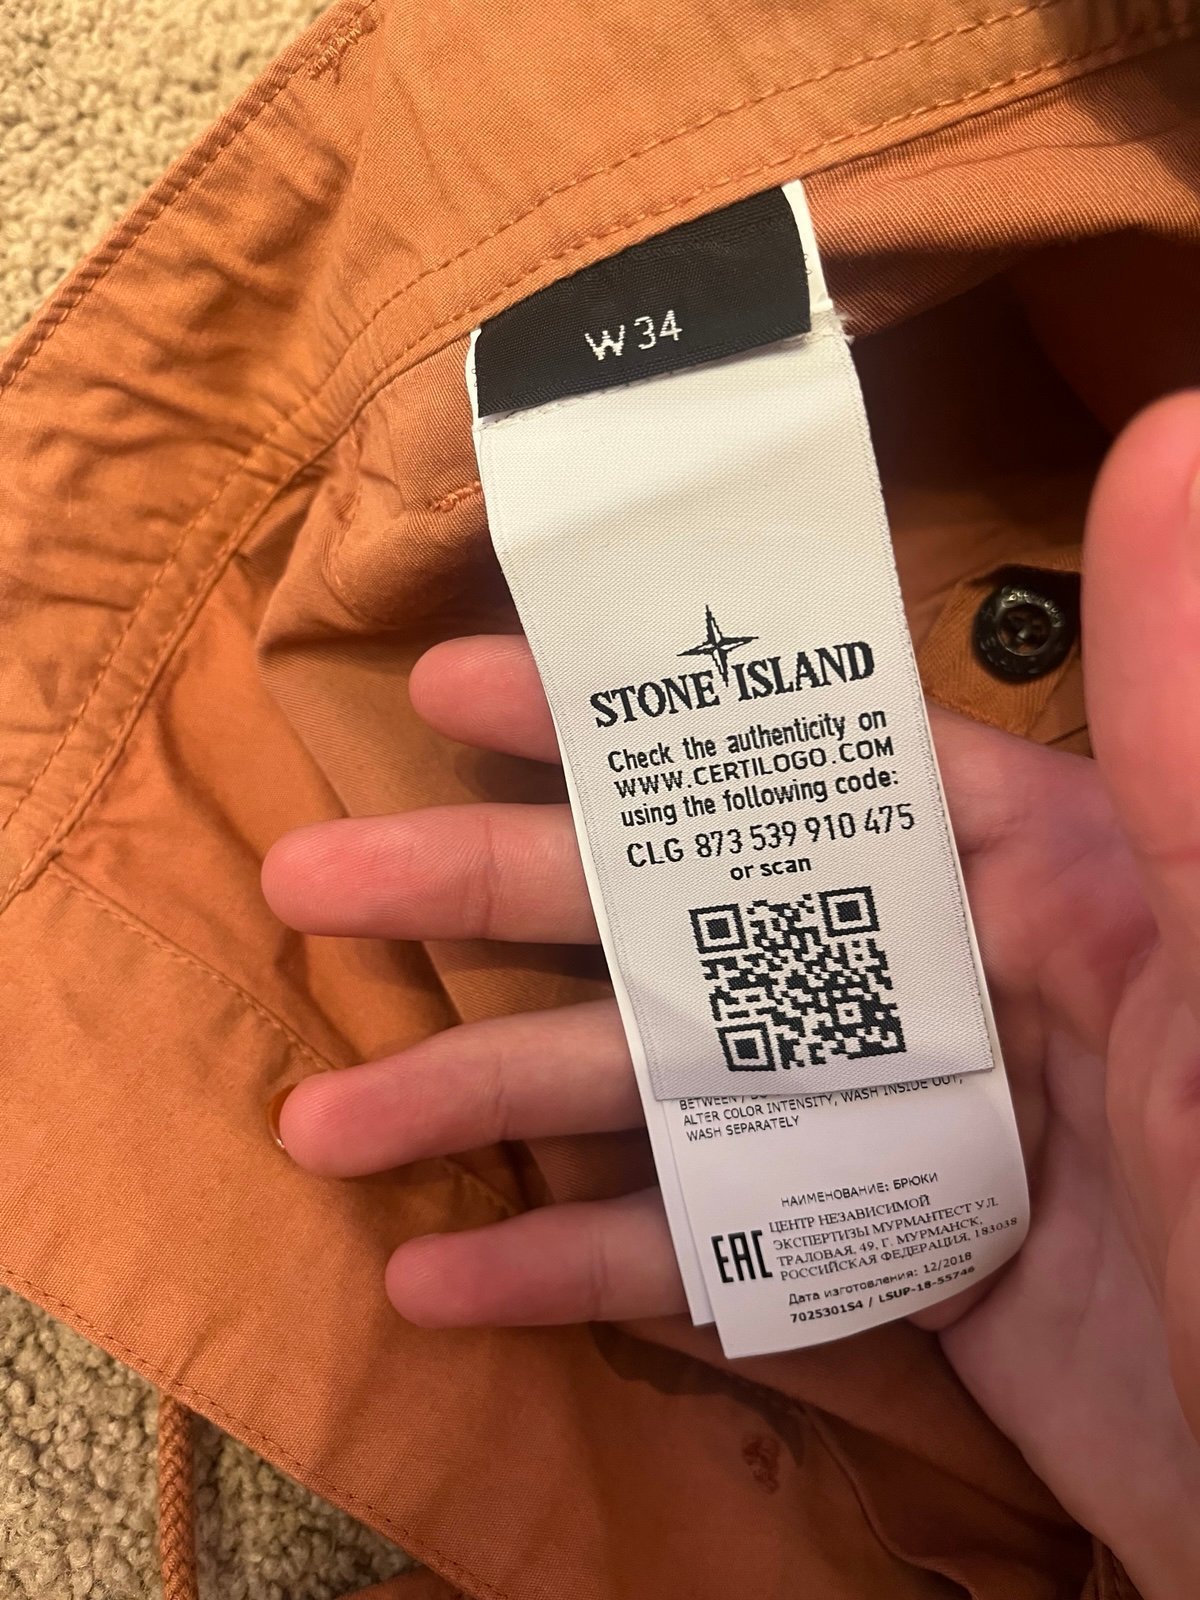 W 34
STONE ISLAND
Check the authenticity on
WWW.CERTILOGO.COM
using the following code:
CLG 873 539 910 475
or scan
BETWEEN
ALTER COLOR INTENSITY, WASH INSIDE OUT,
WASH SEPARATELY
НАИМЕНОВАНИЕ: БРЮКИ
ЦЕНТР НЕЗАВИСИМОЙ
ЭКСПЕРТИЗЫ МУРМАНТЕСТ УЛ.
ТРАЛОВАЯ, 49, Г. МУРМАНСК,
РОССИЙСКАЯ ФЕДЕРАЦИЯ, 183038
EAC
Дата изготовления: 12/2018
7025301S4 / LSUP-18-55746